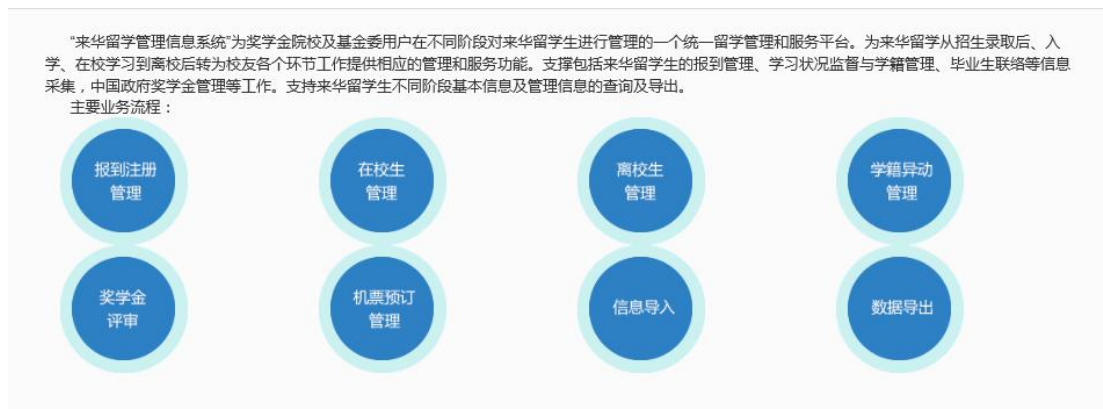 “来华留学管理信息系统”为奖学金院校及基金委用户在不同阶段对来华留学生进行管理的一个统一留学管理和服务平台。为来华留学从招生录取后、入
学、在校学习到离校后转为校友各个环节工作提供相应的管理和服务功能。支撑包括来华留学生的报到管理、学习状况监督与学籍管理、毕业生联络等信息
采集，中国政府奖学金管理等工作。支持来华留学生不同阶段基本信息及管理信息的查询及导出。
主要业务流程：
报到注册
管理
在校生
管理
离校生
管理
学籍异动
管理
奖学金
评审
机票预订
管理
信息导入
数据导出